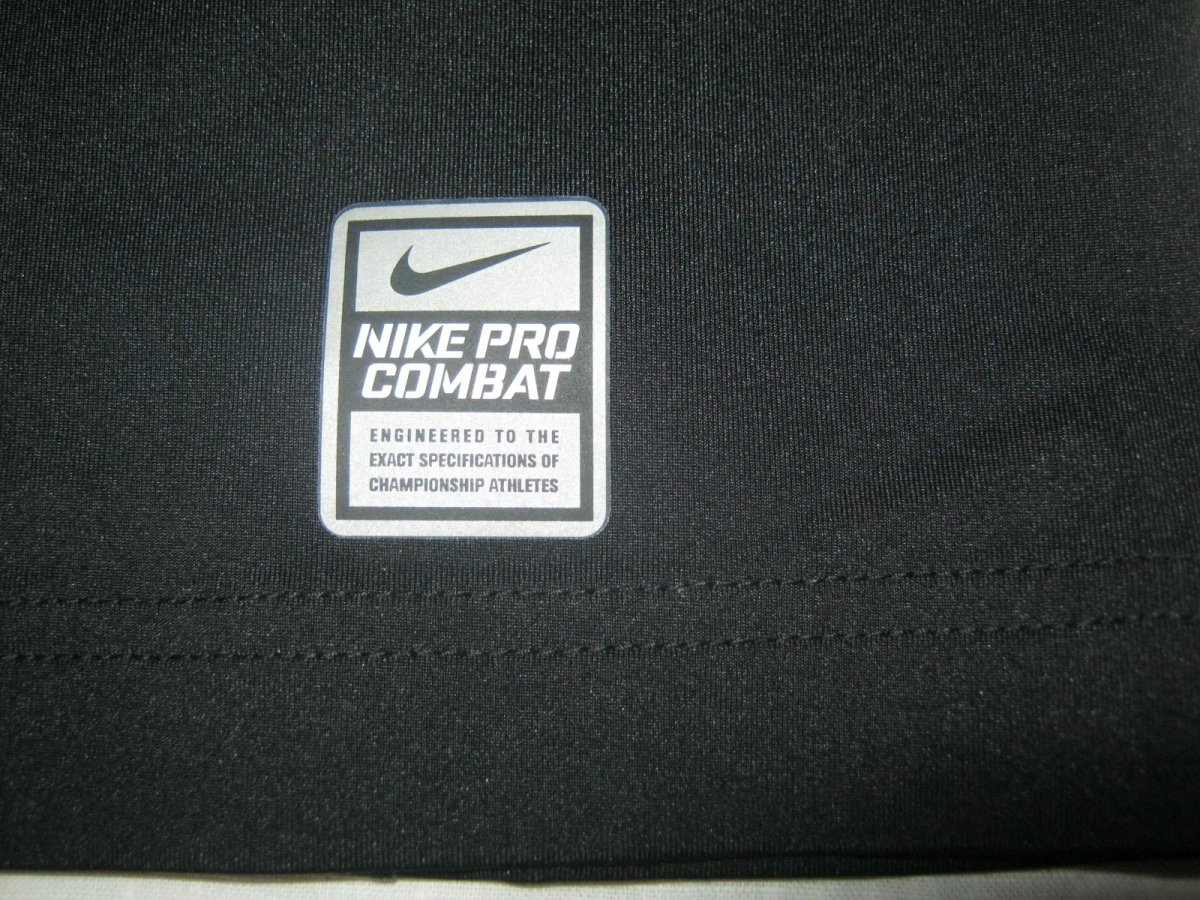 NIKE PRO
COMBAT
ENGINEERED TO THE
EXACT SPECIFICATIONS OF
CHAMPIONSHIP ATHLETES